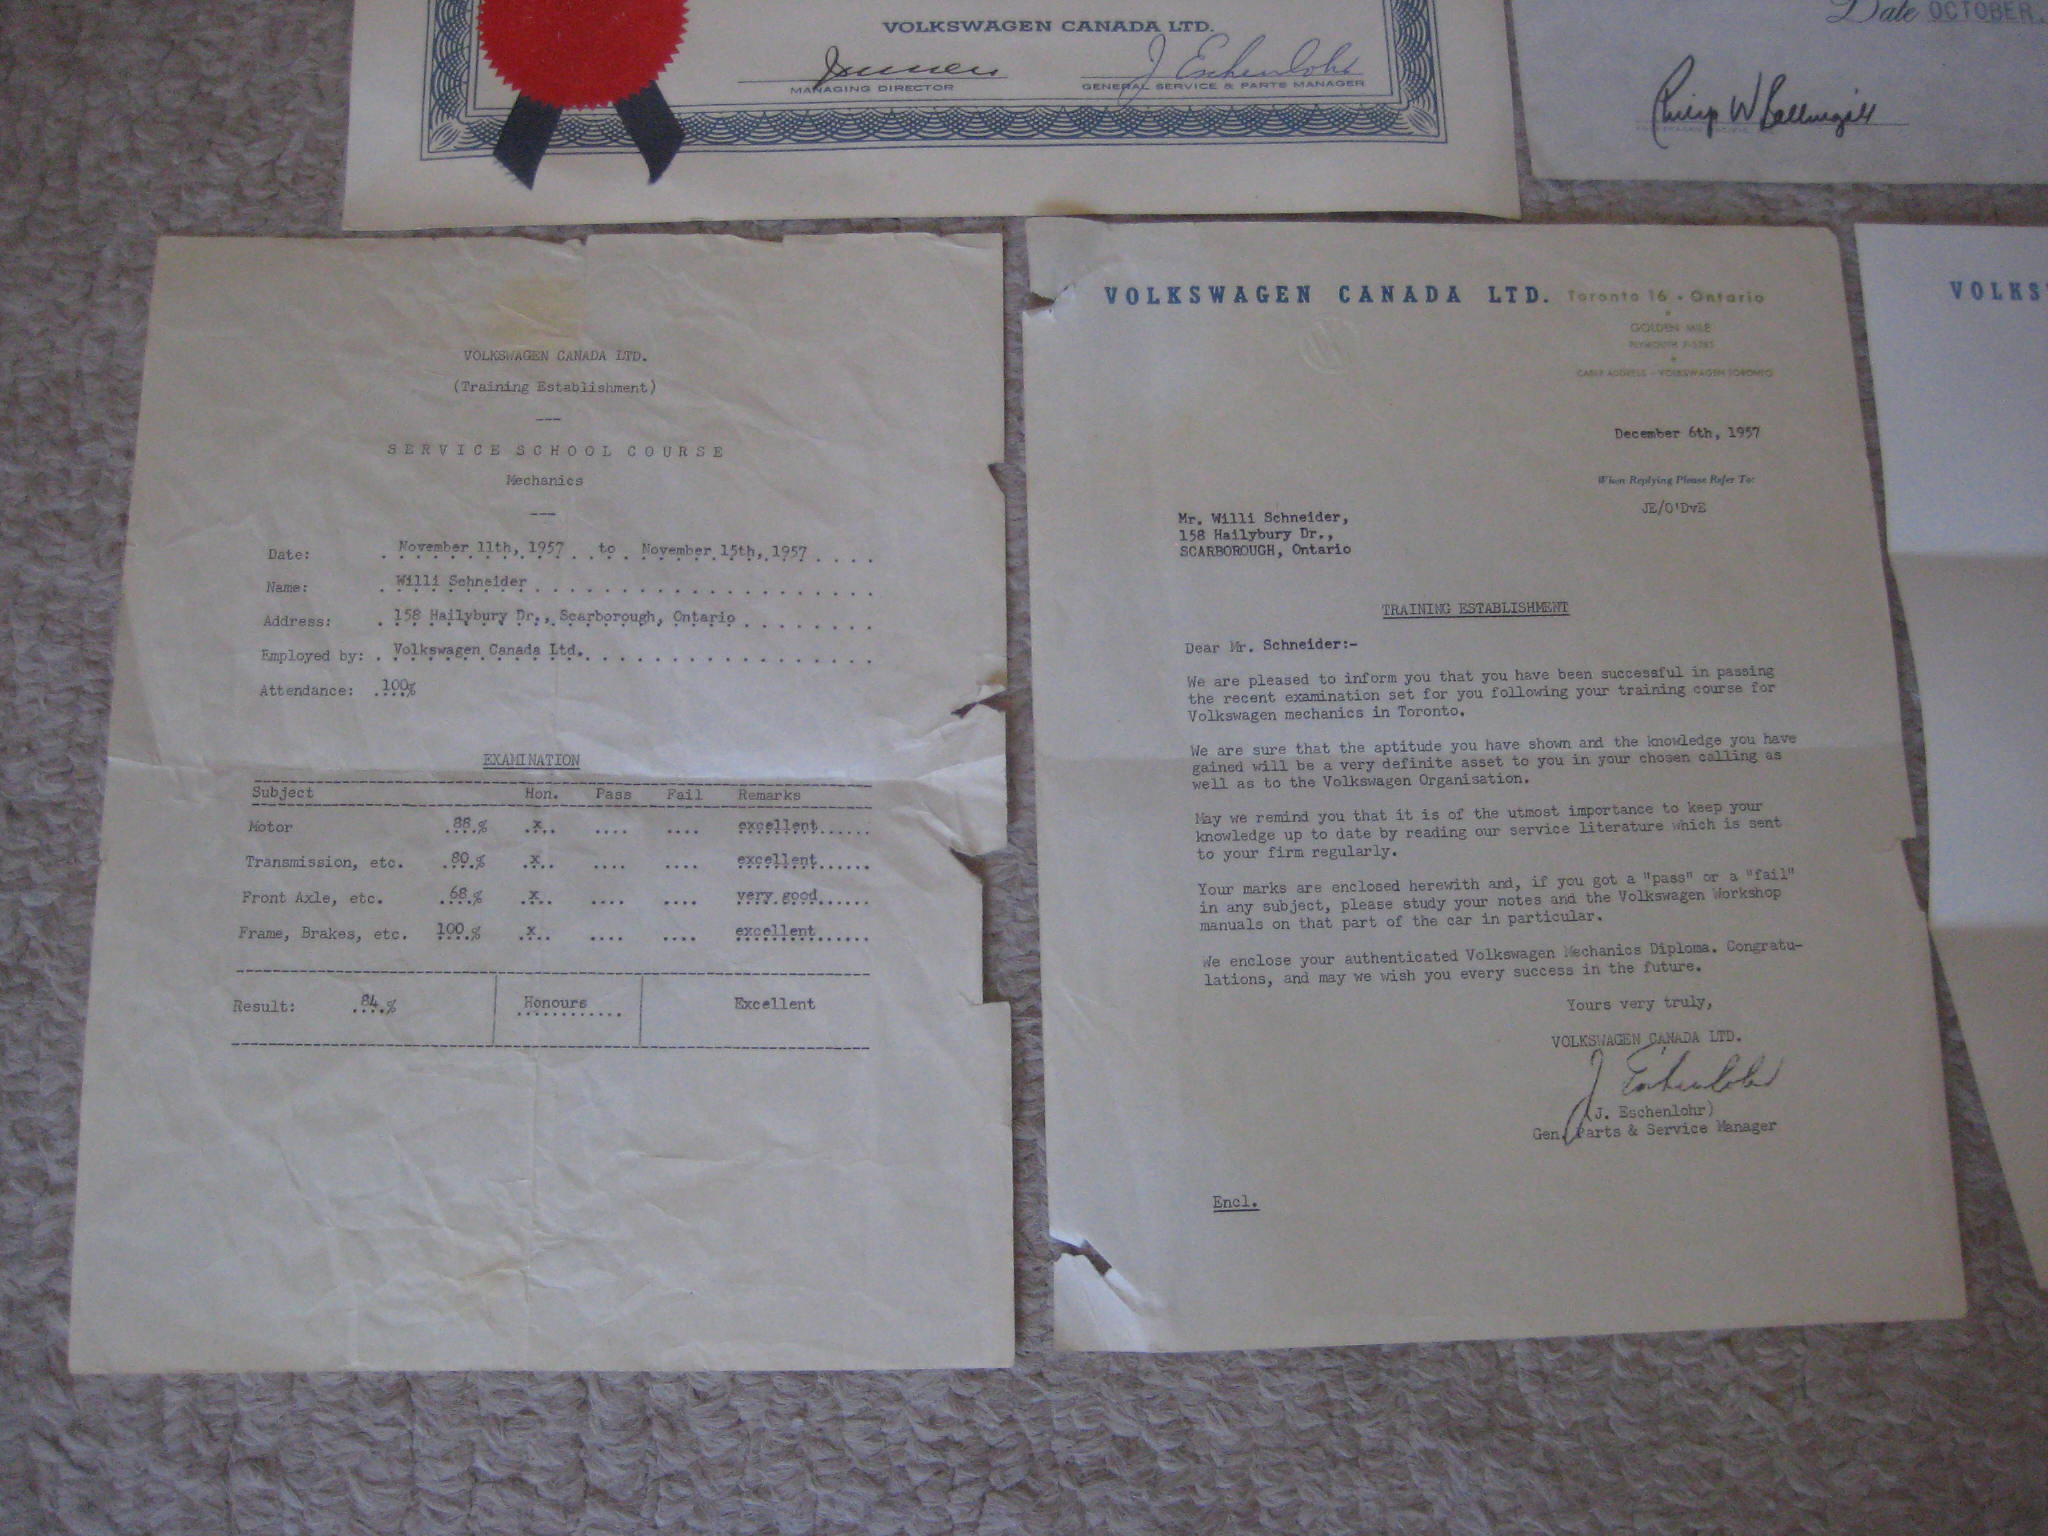 VOLKSWAGEN CANADA LTD.
J Eschenlohr
MANAGING DIRECTOR
GENERAL SERVICE & PARTS MANAGER
Date OCTOBER
Philip W
VOLKSWAGEN CANADA LTD.
(Training Establishment)
---
SERVICE SCHOOL COURSE
Mechanics
---
Date: November 11th, 1957 to November 15th, 1957
Name: Willi Schneider
Address: 158 Hailybury Dr., Scarborough, Ontario
Employed by: Volkswagen Canada Ltd.
Attendance: 100%
EXAMINATION
Subject Hon. Pass Fail Remarks
Motor 88 % x .... .... excellent
Transmission, etc. 80 % x .... .... excellent
Front Axle, etc. 68 % x .... .... very good
Frame, Brakes, etc. 100 % x .... .... excellent
Result: 84 % Honours Excellent
VOLKSWAGEN CANADA LTD. Toronto 16 • Ontario
GOLDEN MILE
CABLE ADDRESS - VOLKSWAGEN TORONTO
December 6th, 1957
When Replying Please Refer To:
JE/O'DvE
Mr. Willi Schneider,
158 Hailybury Dr.,
SCARBOROUGH, Ontario
TRAINING ESTABLISHMENT
Dear Mr. Schneider:-
We are pleased to inform you that you have been successful in passing
the recent examination set for you following your training course for
Volkswagen mechanics in Toronto.
We are sure that the aptitude you have shown and the knowledge you have
gained will be a very definite asset to you in your chosen calling as
well as to the Volkswagen Organisation.
May we remind you that it is of the utmost importance to keep your
knowledge up to date by reading our service literature which is sent
to your firm regularly.
Your marks are enclosed herewith and, if you got a "pass" or a "fail"
in any subject, please study your notes and the Volkswagen Workshop
manuals on that part of the car in particular.
We enclose your authenticated Volkswagen Mechanics Diploma. Congratu-
lations, and may we wish you every success in the future.
Yours very truly,
VOLKSWAGEN CANADA LTD.
J Eschenlohr
(J. Eschenlohr)
Gen. Parts & Service Manager
Encl.
VOLKS